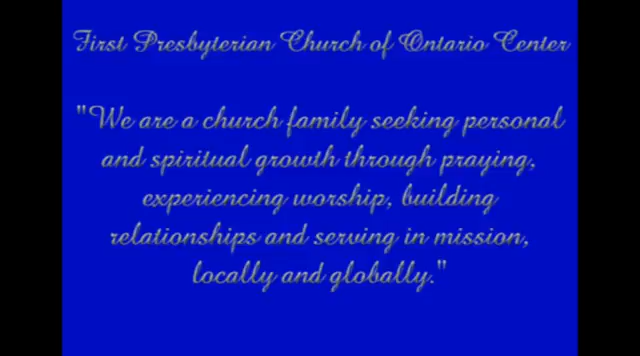 First Presbyterian Church of Ontario Center
"We are a church family seeking personal
and spiritual growth through praying,
experiencing worship, building
relationships and serving in mission,
locally and globally."